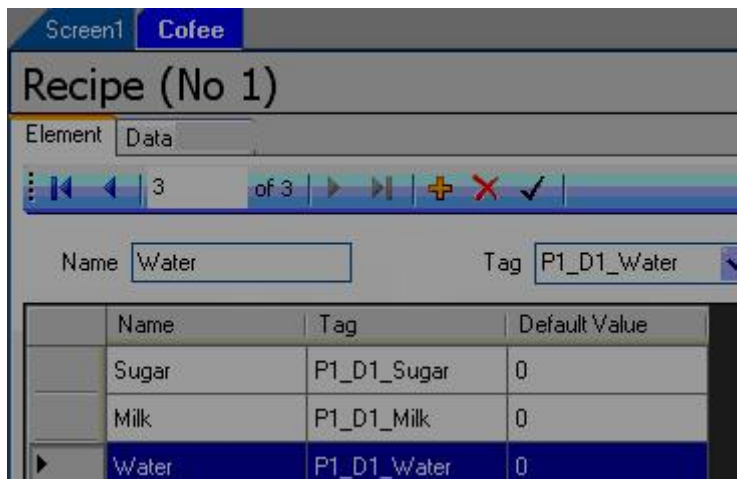 Screen1 Cofee
Recipe (No 1)
Element Data
3 of 3
Name Water Tag P1_D1_Water
Name Tag Default Value
Sugar P1_D1_Sugar 0
Milk P1_D1_Milk 0
Water P1_D1_Water 0